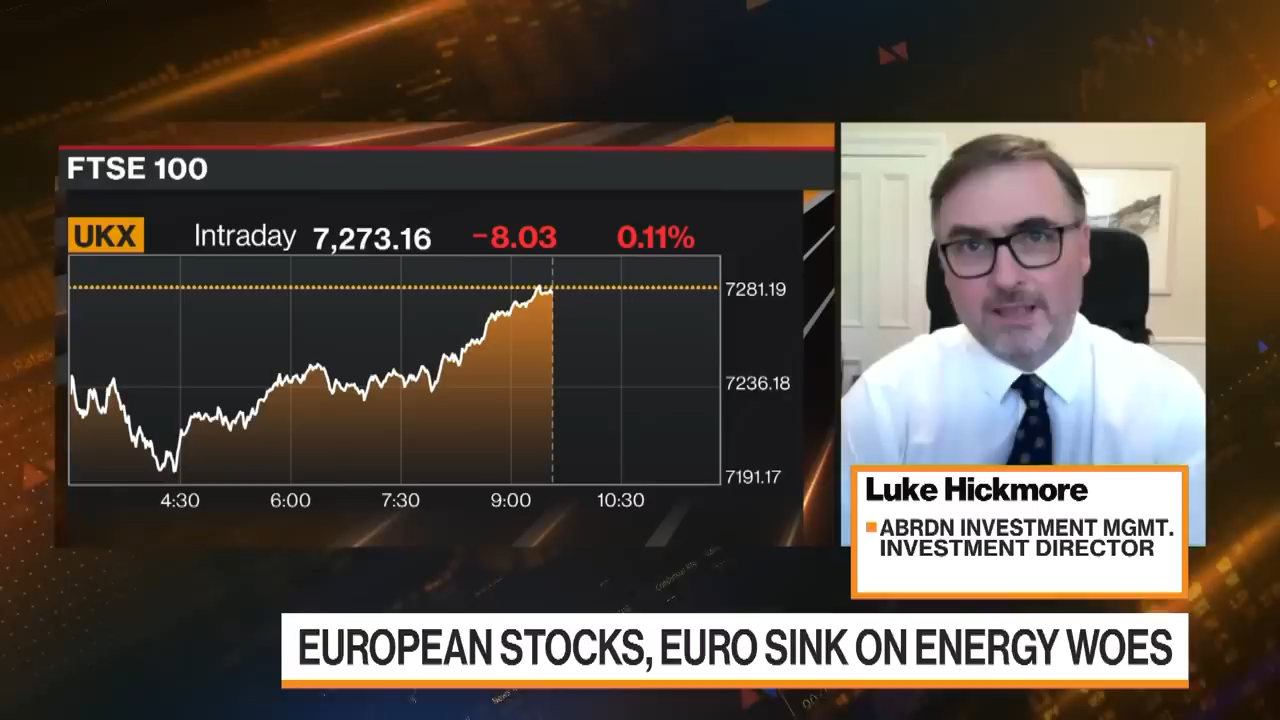 FTSE 100
UKX Intraday 7,273.16 −8.03 0.11%
7281.19
7236.18
7191.17
4:30 6:00 7:30 9:00 10:30
Luke Hickmore
ABRDN INVESTMENT MGMT.
INVESTMENT DIRECTOR
EUROPEAN STOCKS, EURO SINK ON ENERGY WOES